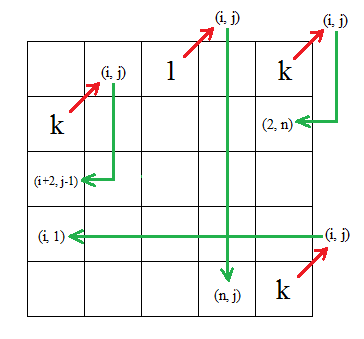 (i, j)
(i, j)
(i, j)
l
k
k
(2, n)
(i+2, j-1)
(i, 1)
(i, j)
(n, j)
k